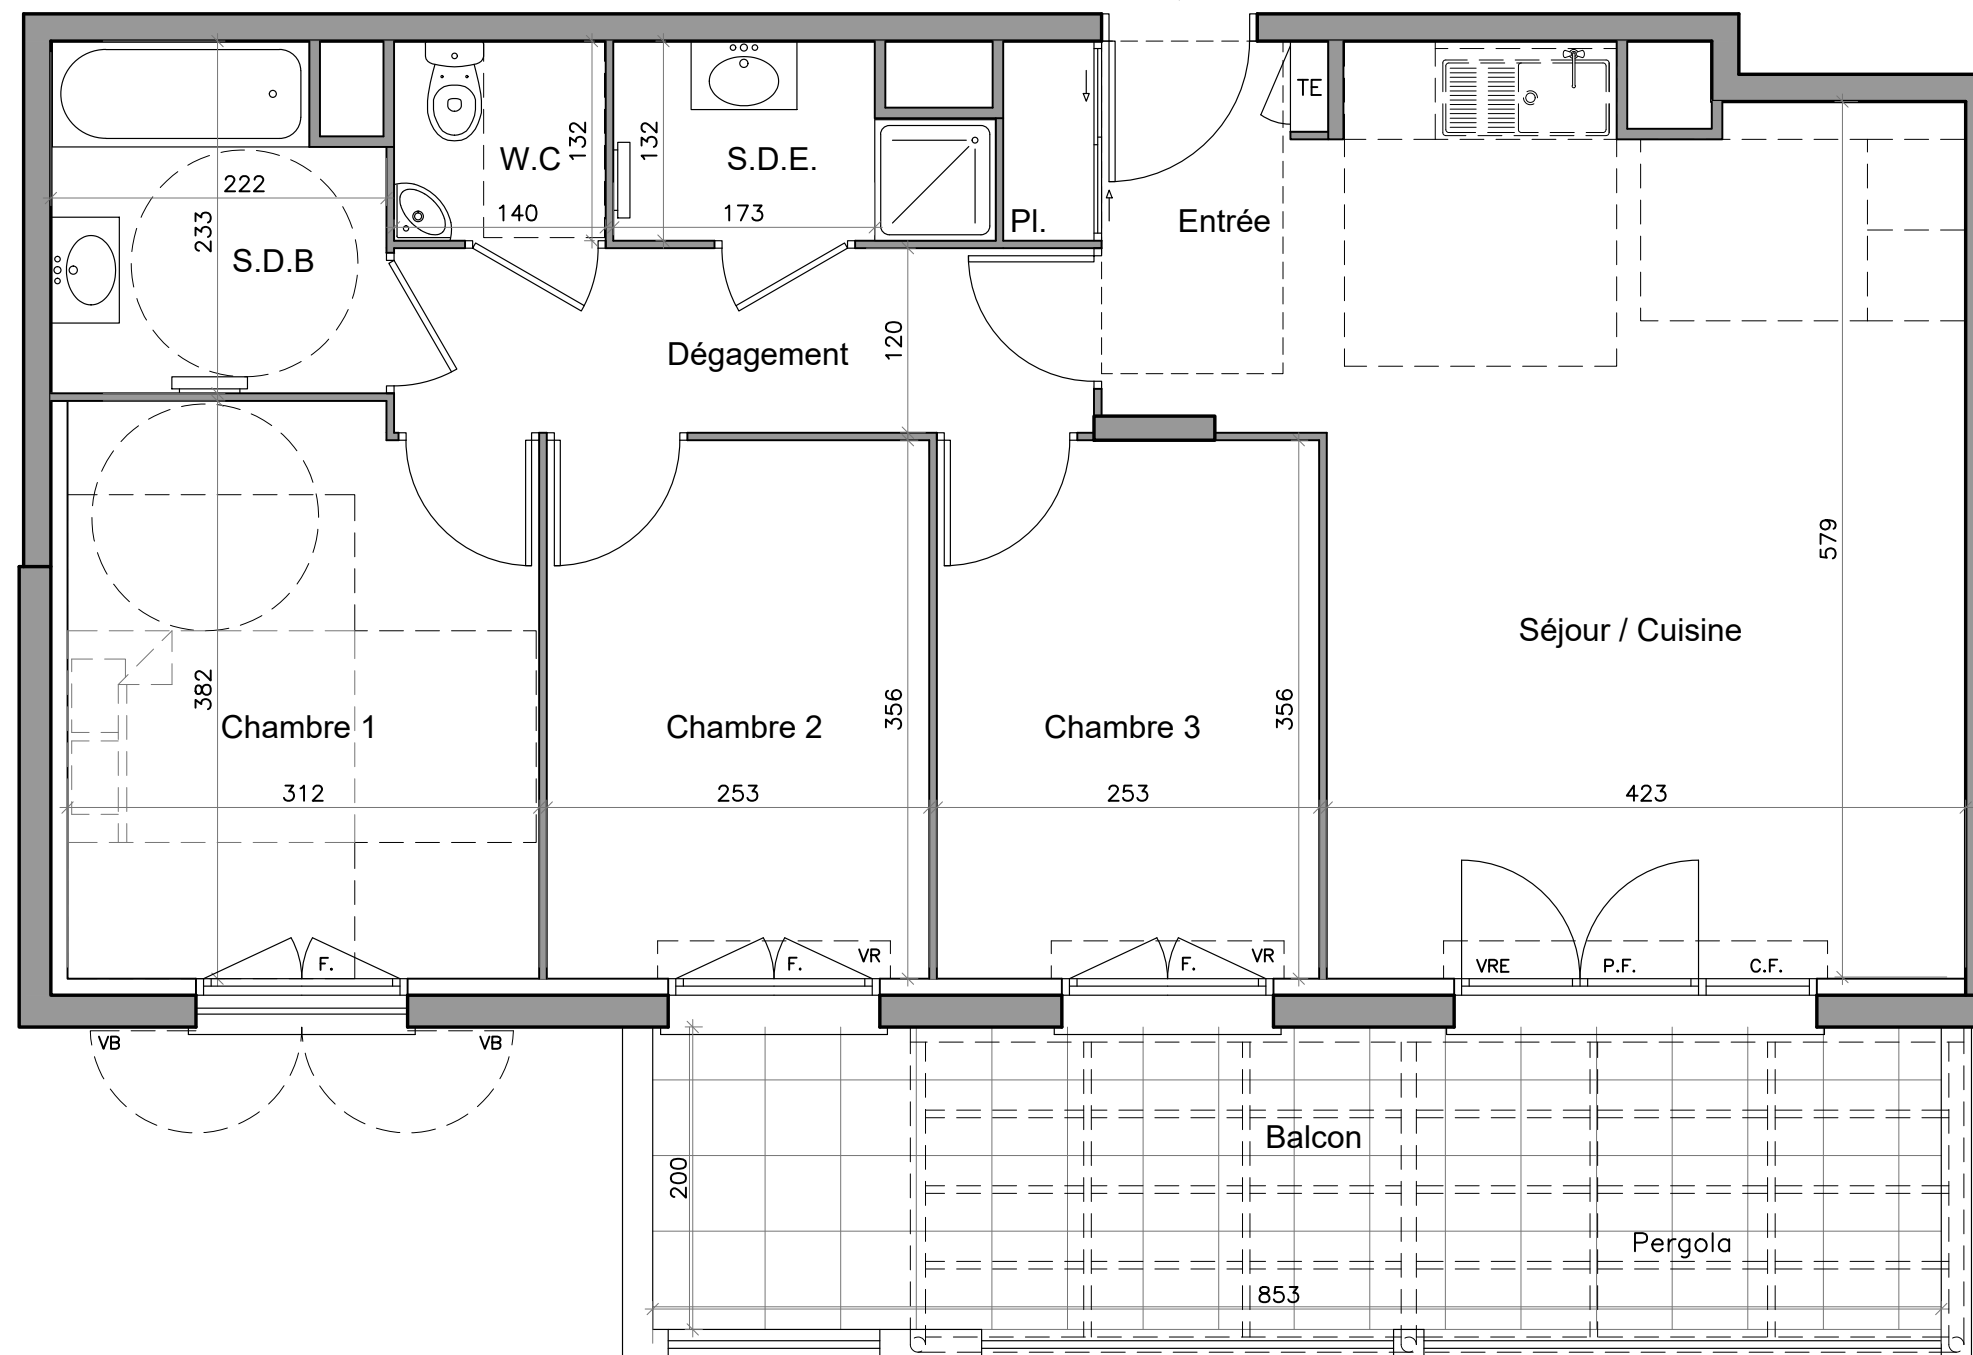 TE
132
W.C
132
S.D.E.
222
140
173
Pl.
Entrée
233
S.D.B
120
Dégagement
579
Séjour / Cuisine
382
356
356
Chambre 1
Chambre 2
Chambre 3
312
253
253
423
F.
F.
VR
F.
VR
VRE
P.F.
C.F.
VB
VB
Balcon
200
Pergola
853